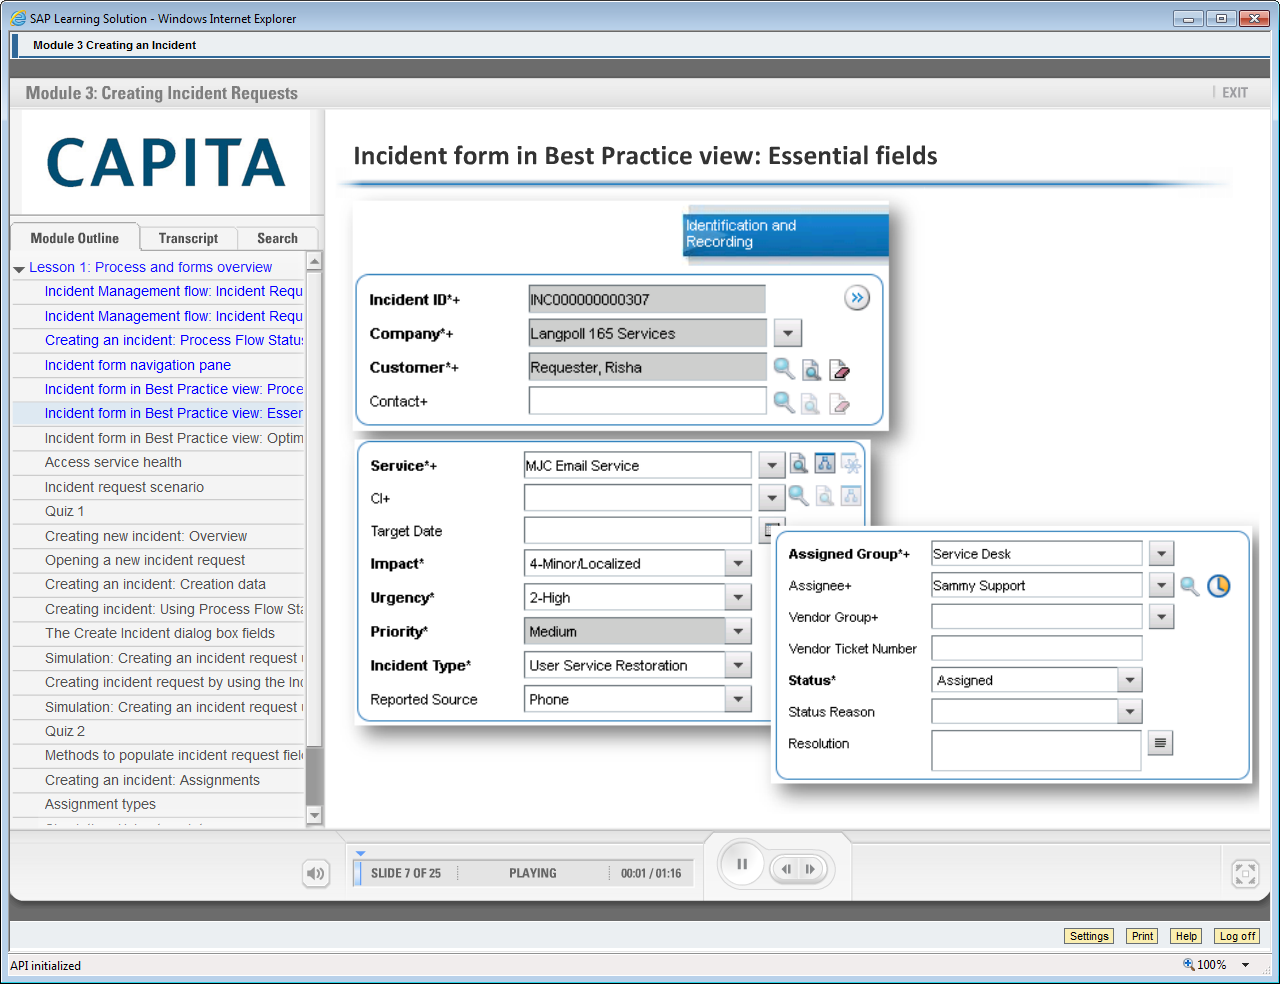 SAP Learning Solution - Windows Internet Explorer
Module 3 Creating an Incident
Module 3: Creating Incident Requests
EXIT
CAPITA
Module Outline
Transcript
Search
Lesson 1: Process and forms overview
Incident Management flow: Incident Requ
Incident Management flow: Incident Requ
Creating an incident: Process Flow Status
Incident form navigation pane
Incident form in Best Practice view: Proce
Incident form in Best Practice view: Essen
Incident form in Best Practice view: Optim
Access service health
Incident request scenario
Quiz 1
Creating new incident: Overview
Opening a new incident request
Creating an incident: Creation data
Creating incident: Using Process Flow Sta
The Create Incident dialog box fields
Simulation: Creating an incident request u
Creating incident request by using the Inc
Simulation: Creating an incident request u
Quiz 2
Methods to populate incident request field
Creating an incident: Assignments
Assignment types
Incident form in Best Practice view: Essential fields
Identification and
Recording
Incident ID*+ INC000000000307
Company*+ Langpoll 165 Services
Customer*+ Requester, Risha
Contact+
Service*+ MJC Email Service
CI+
Target Date
Impact* 4-Minor/Localized
Urgency* 2-High
Priority* Medium
Incident Type* User Service Restoration
Reported Source Phone
Assigned Group*+ Service Desk
Assignee+ Sammy Support
Vendor Group+
Vendor Ticket Number
Status* Assigned
Status Reason
Resolution
SLIDE 7 OF 25
PLAYING
00:01 / 01:16
Settings
Print
Help
Log off
API initialized
100%